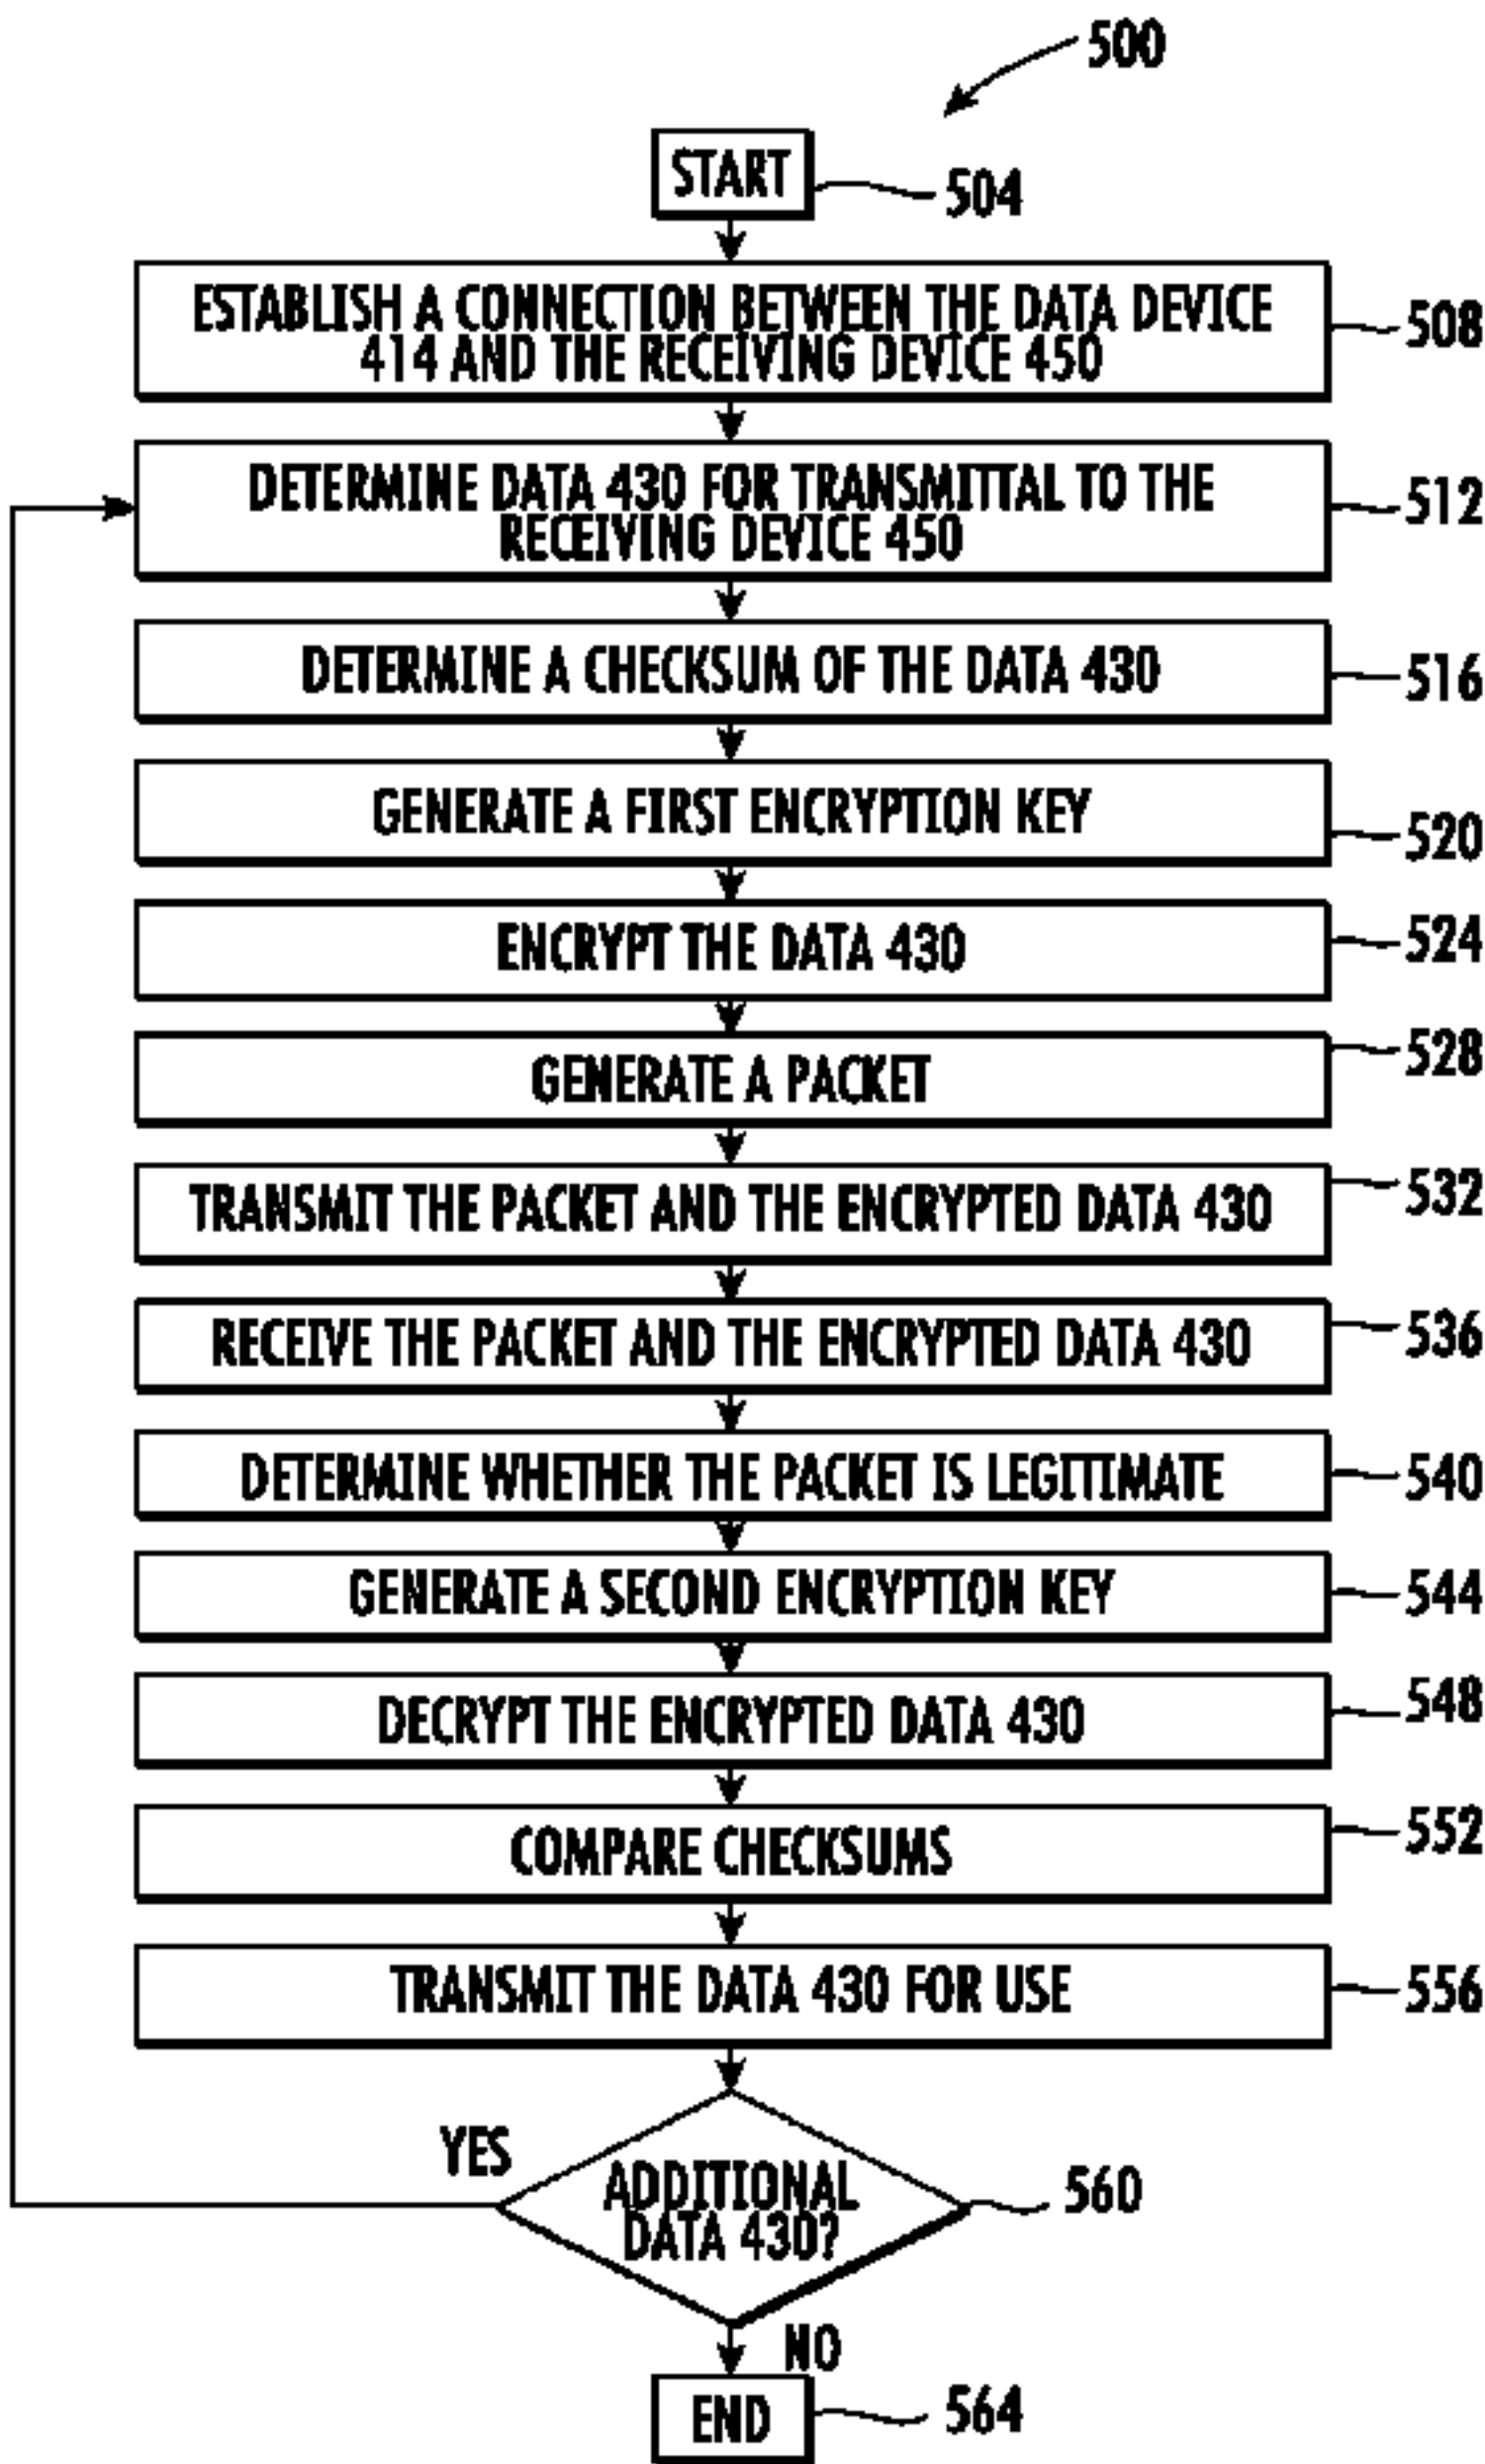 500
START
504
ESTABLISH A CONNECTION BETWEEN THE DATA DEVICE
414 AND THE RECEIVING DEVICE 450
508
DETERMINE DATA 430 FOR TRANSMITTAL TO THE
RECEIVING DEVICE 450
512
DETERMINE A CHECKSUM OF THE DATA 430
516
GENERATE A FIRST ENCRYPTION KEY
520
ENCRYPT THE DATA 430
524
GENERATE A PACKET
528
TRANSMIT THE PACKET AND THE ENCRYPTED DATA 430
532
RECEIVE THE PACKET AND THE ENCRYPTED DATA 430
536
DETERMINE WHETHER THE PACKET IS LEGITIMATE
540
GENERATE A SECOND ENCRYPTION KEY
544
DECRYPT THE ENCRYPTED DATA 430
548
COMPARE CHECKSUMS
552
TRANSMIT THE DATA 430 FOR USE
556
YES
ADDITIONAL
DATA 430?
560
NO
END
564